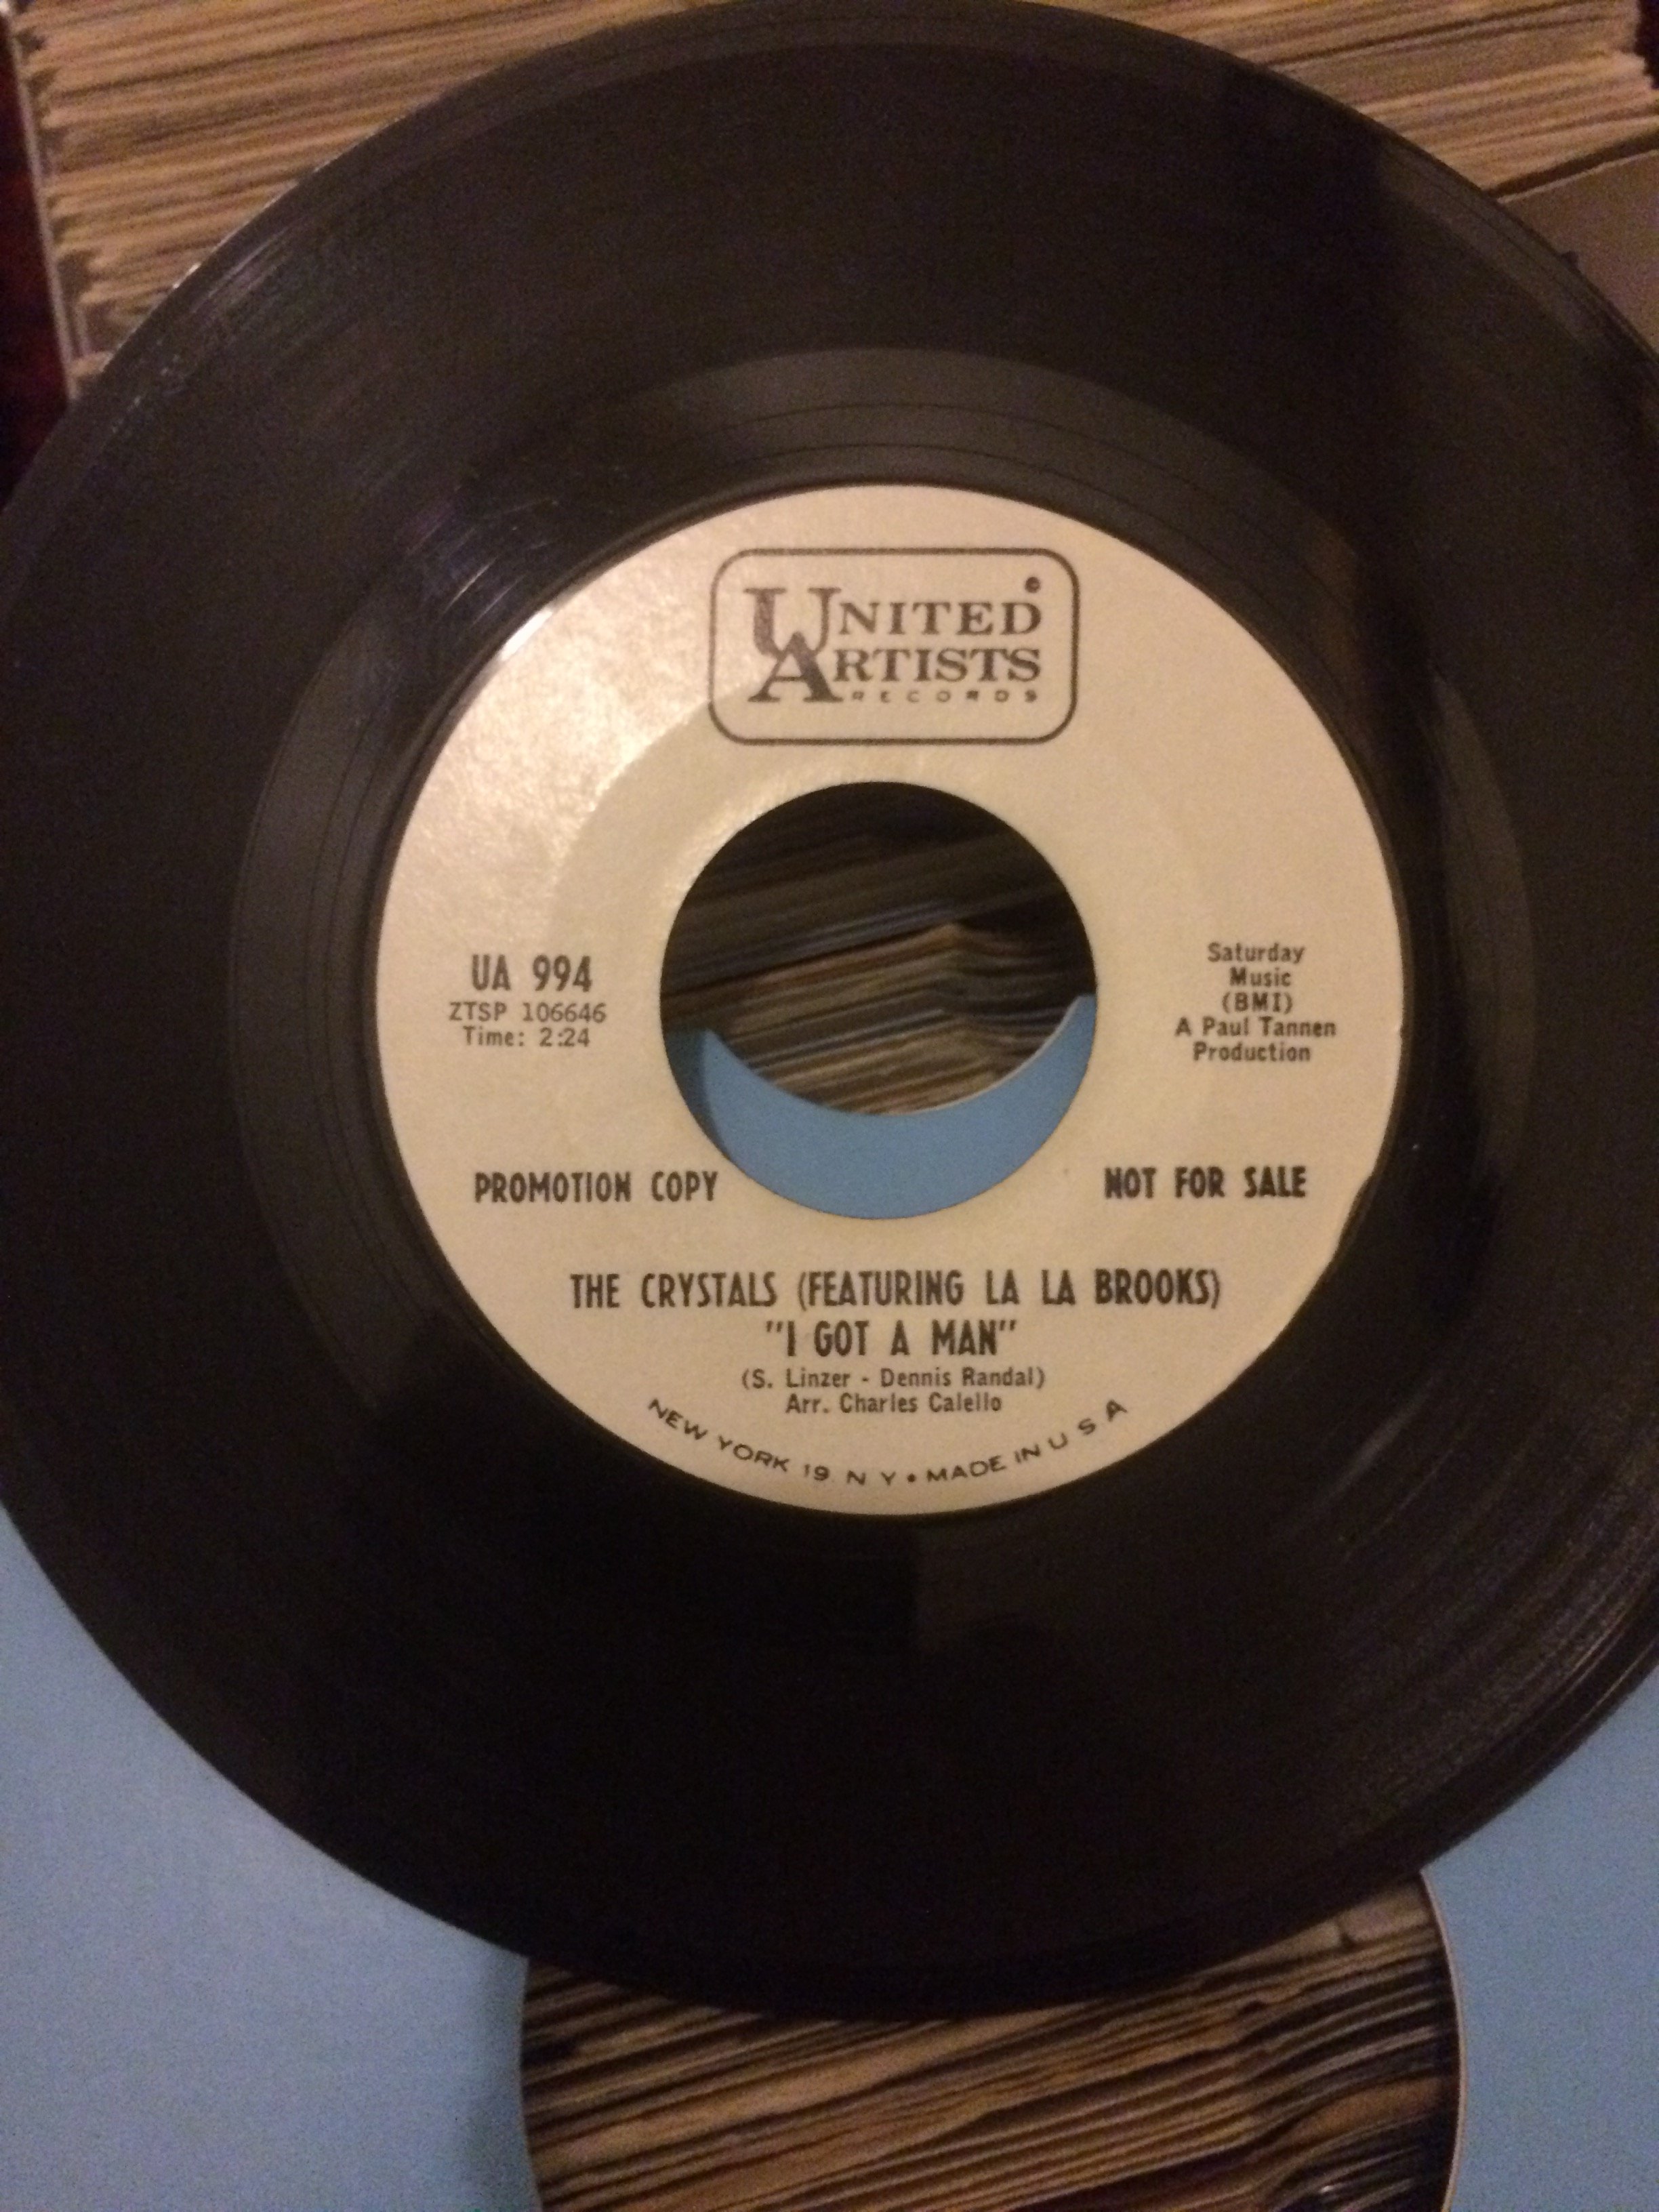 UNITED
ARTISTS
RECORDS
UA 994
ZTSP 106646
Time: 2:24
Saturday
Music
(BMI)
A Paul Tannen
Production
PROMOTION COPY
NOT FOR SALE
THE CRYSTALS (FEATURING LA LA BROOKS)
"I GOT A MAN"
(S. Linzer - Dennis Randal)
Arr. Charles Calello
NEW YORK 19 N Y • MADE IN U S A